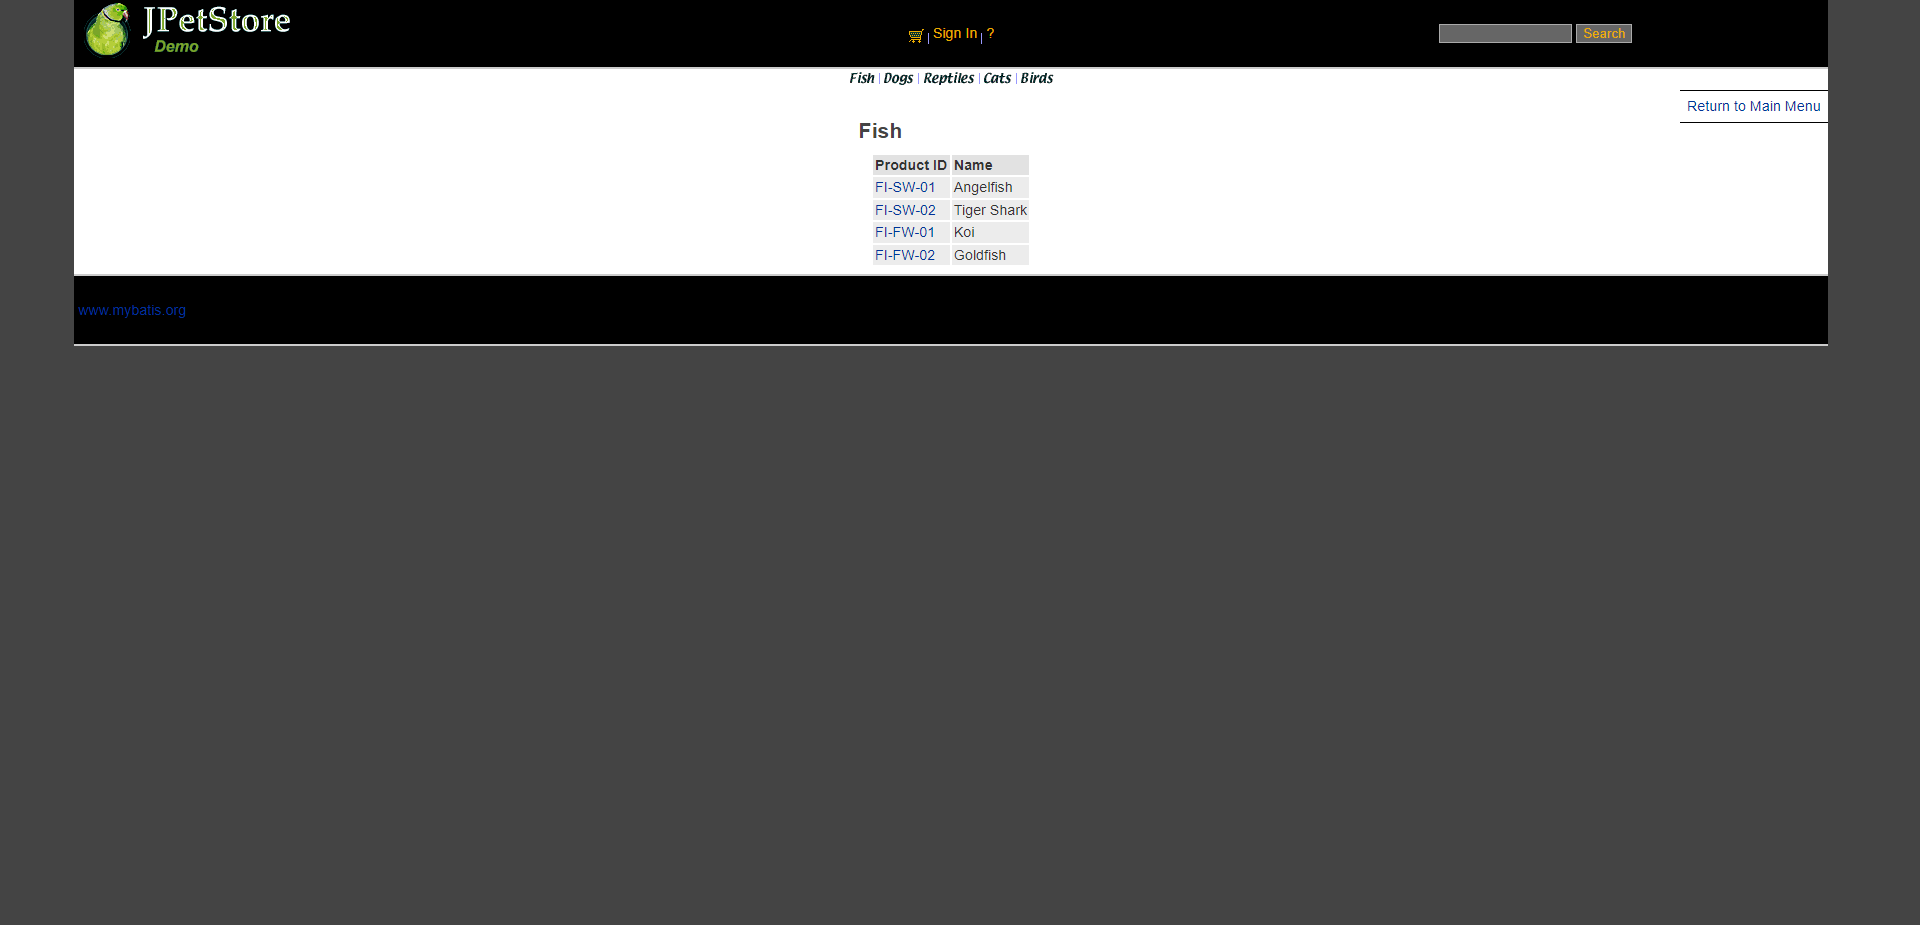 JPetStore
Demo
Sign In ?
Search
Fish Dogs Reptiles Cats Birds
Return to Main Menu
Fish
Product ID Name
FI-SW-01 Angelfish
FI-SW-02 Tiger Shark
FI-FW-01 Koi
FI-FW-02 Goldfish
www.mybatis.org